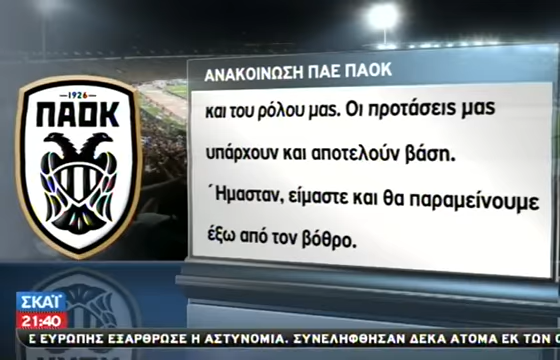 1926
ΠΑΟΚ
ΑΝΑΚΟΙΝΩΣΗ ΠΑΕ ΠΑΟΚ
και του ρόλου μας. Οι προτάσεις μας
υπάρχουν και αποτελούν βάση.
Ήμασταν, είμαστε και θα παραμείνουμε
έξω από τον βόθρο.
ΣΚΑΪ
21:40
Ε ΕΥΡΩΠΗΣ ΕΞΑΡΘΡΩΣΕ Η ΑΣΤΥΝΟΜΙΑ. ΣΥΝΕΛΗΦΘΗΣΑΝ ΔΕΚΑ ΑΤΟΜΑ ΕΚ ΤΩΝ